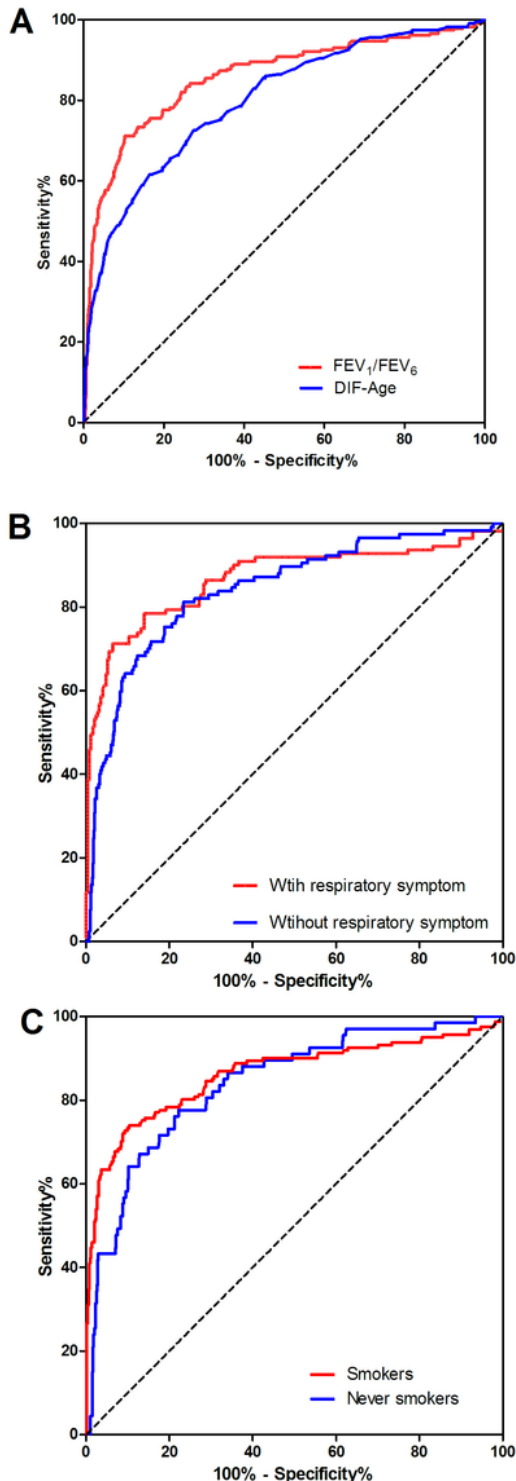 A
100
80
60
40
20
0
Sensitivity%
FEV₁/FEV₆
DIF-Age
0 20 40 60 80 100
100% - Specificity%
B
100
80
60
40
20
0
Sensitivity%
Wtih respiratory symptom
Wtihout respiratory symptom
0 20 40 60 80 100
100% - Specificity%
C
100
80
60
40
20
0
Sensitivity%
Smokers
Never smokers
0 20 40 60 80 100
100% - Specificity%